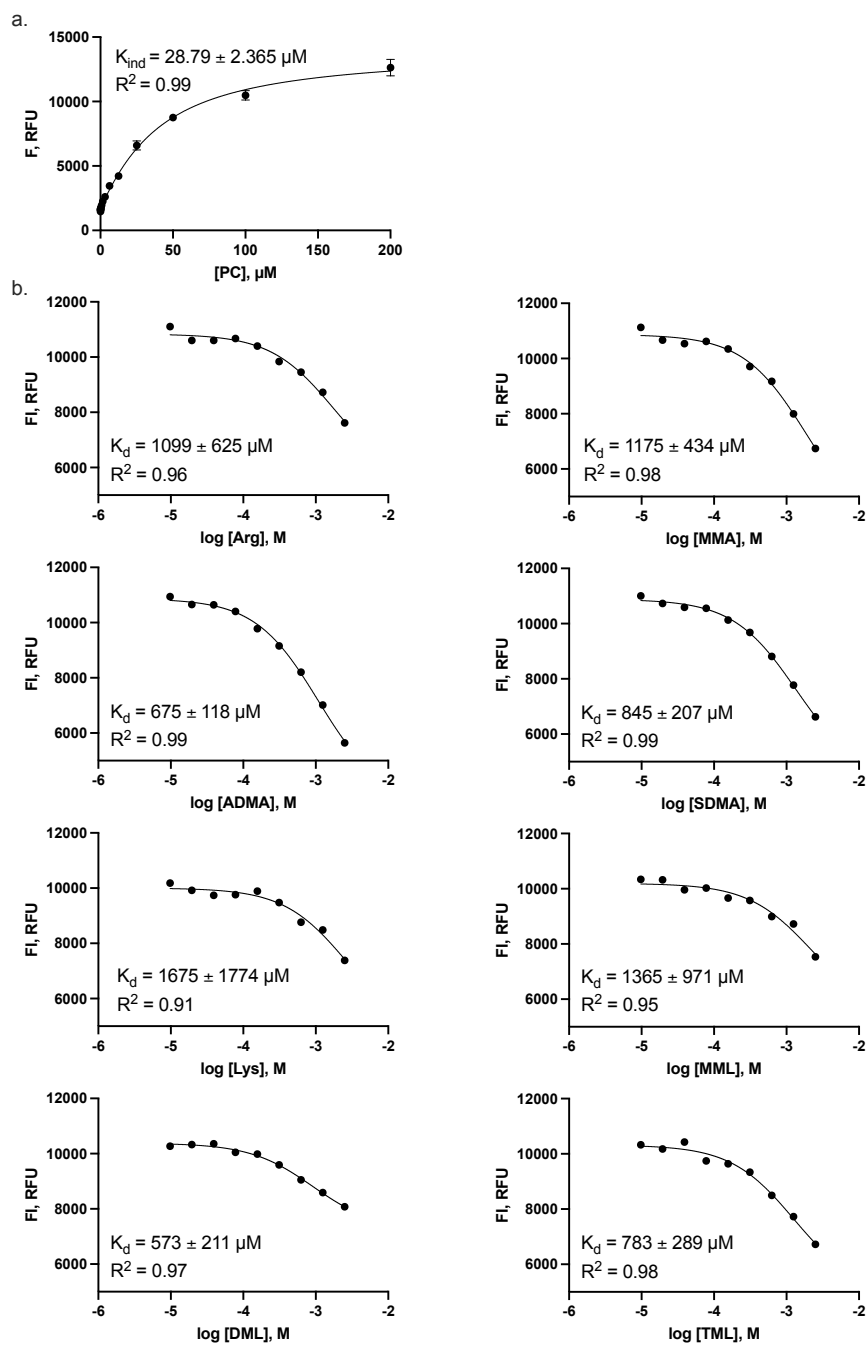 a.
15000
10000
5000
0
F, RFU
K_ind = 28.79 ± 2.365 µM
R² = 0.99
0 50 100 150 200
[PC], µM
b.
12000
10000
8000
6000
FI, RFU
K_d = 1099 ± 625 µM
R² = 0.96
-6 -5 -4 -3 -2
log [Arg], M
12000
10000
8000
6000
FI, RFU
K_d = 1175 ± 434 µM
R² = 0.98
-6 -5 -4 -3 -2
log [MMA], M
12000
10000
8000
6000
FI, RFU
K_d = 675 ± 118 µM
R² = 0.99
-6 -5 -4 -3 -2
log [ADMA], M
12000
10000
8000
6000
FI, RFU
K_d = 845 ± 207 µM
R² = 0.99
-6 -5 -4 -3 -2
log [SDMA], M
12000
10000
8000
6000
FI, RFU
K_d = 1675 ± 1774 µM
R² = 0.91
-6 -5 -4 -3 -2
log [Lys], M
12000
10000
8000
6000
FI, RFU
K_d = 1365 ± 971 µM
R² = 0.95
-6 -5 -4 -3 -2
log [MML], M
12000
10000
8000
6000
FI, RFU
K_d = 573 ± 211 µM
R² = 0.97
-6 -5 -4 -3 -2
log [DML], M
12000
10000
8000
6000
FI, RFU
K_d = 783 ± 289 µM
R² = 0.98
-6 -5 -4 -3 -2
log [TML], M